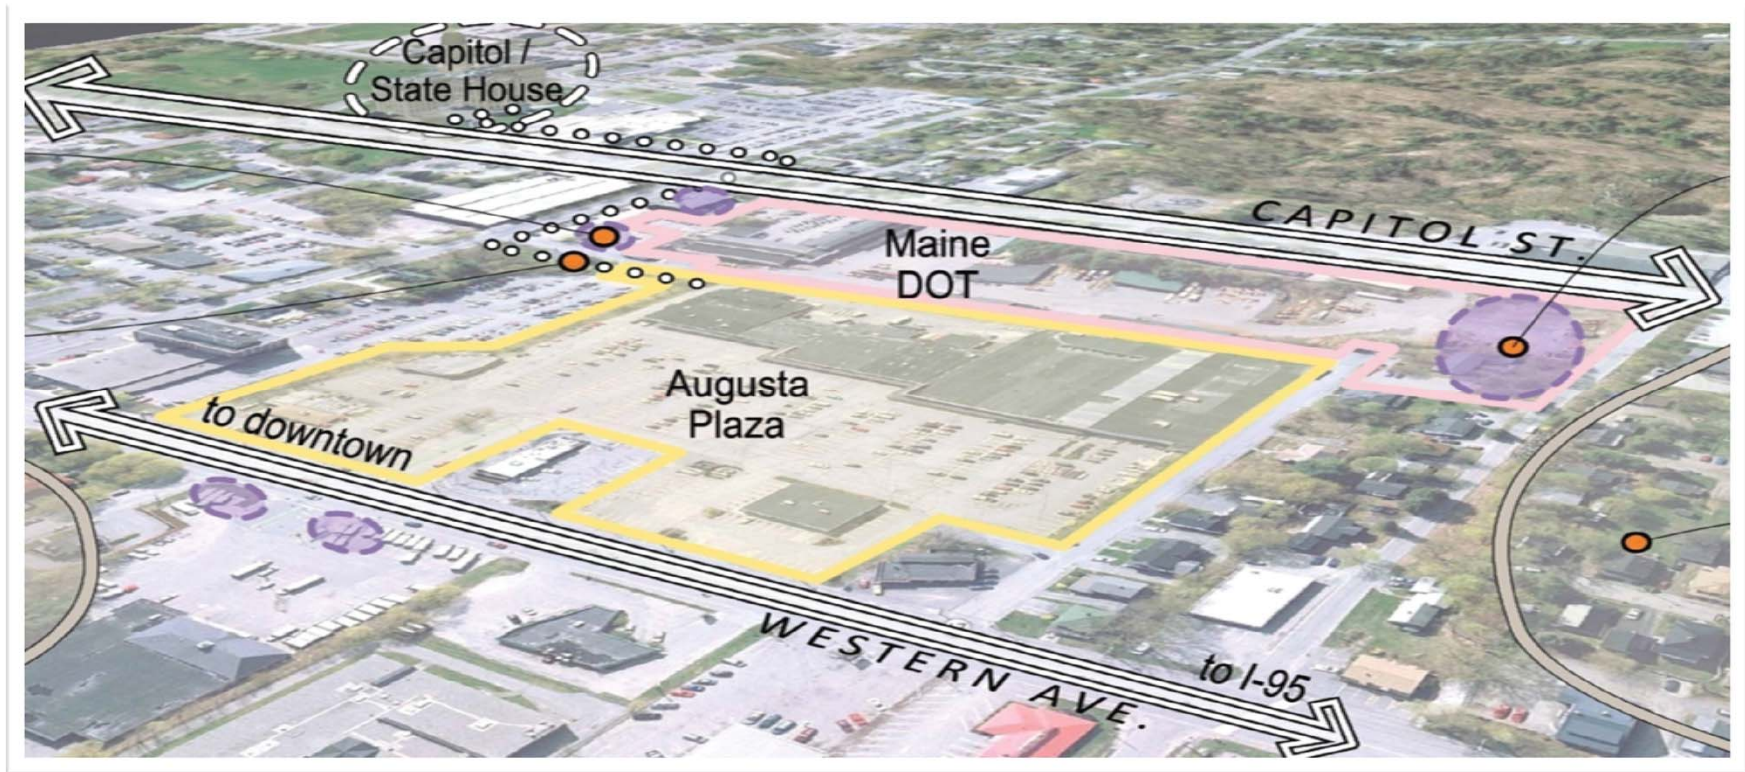 Capitol /
State House
CAPITOL ST.
Maine
DOT
Augusta
Plaza
to downtown
WESTERN AVE.
to I-95